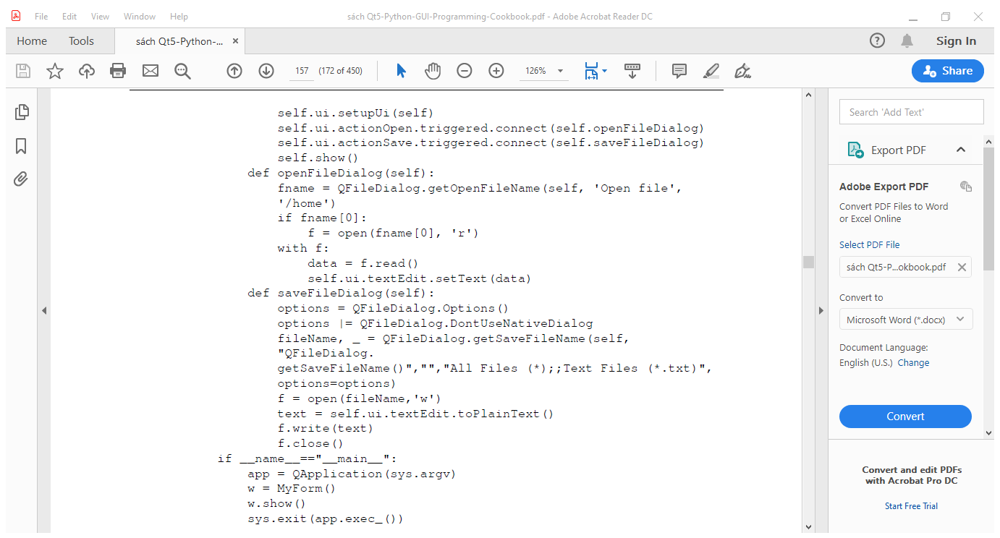 File Edit View Window Help
sách Qt5-Python-GUI-Programming-Cookbook.pdf - Adobe Acrobat Reader DC
Home Tools sách Qt5-Python-... × Sign In
157 (172 of 450) 126% Share
self.ui.setupUi(self)
self.ui.actionOpen.triggered.connect(self.openFileDialog)
self.ui.actionSave.triggered.connect(self.saveFileDialog)
self.show()
def openFileDialog(self):
fname = QFileDialog.getOpenFileName(self, 'Open file',
'/home')
if fname[0]:
f = open(fname[0], 'r')
with f:
data = f.read()
self.ui.textEdit.setText(data)
def saveFileDialog(self):
options = QFileDialog.Options()
options |= QFileDialog.DontUseNativeDialog
fileName, _ = QFileDialog.getSaveFileName(self,
"QFileDialog.
getSaveFileName()","","All Files (*);;Text Files (*.txt)",
options=options)
f = open(fileName,'w')
text = self.ui.textEdit.toPlainText()
f.write(text)
f.close()
if __name__=="__main__":
app = QApplication(sys.argv)
w = MyForm()
w.show()
sys.exit(app.exec_())
Search 'Add Text'
Export PDF
Adobe Export PDF
Convert PDF Files to Word
or Excel Online
Select PDF File
sách Qt5-P...okbook.pdf
Convert to
Microsoft Word (*.docx)
Document Language:
English (U.S.) Change
Convert
Convert and edit PDFs
with Acrobat Pro DC
Start Free Trial